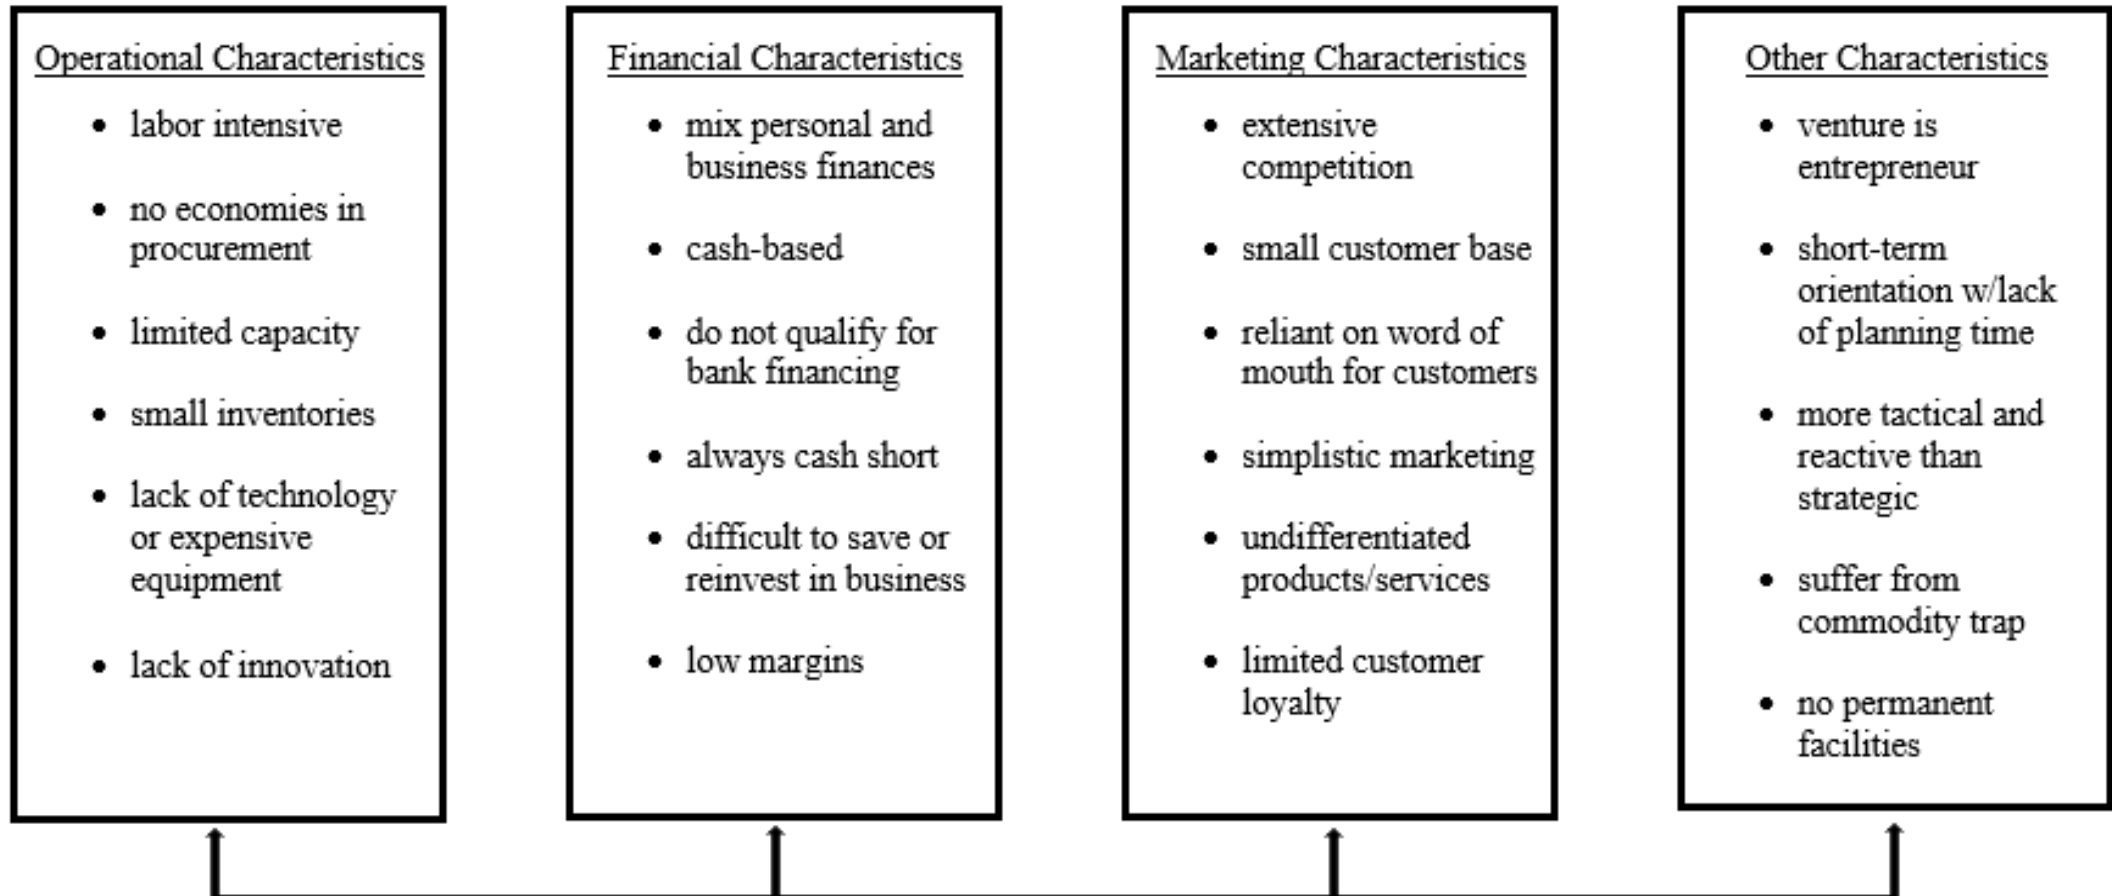 Operational Characteristics
• labor intensive
• no economies in
procurement
• limited capacity
• small inventories
• lack of technology
or expensive
equipment
• lack of innovation
Financial Characteristics
• mix personal and
business finances
• cash-based
• do not qualify for
bank financing
• always cash short
• difficult to save or
reinvest in business
• low margins
Marketing Characteristics
• extensive
competition
• small customer base
• reliant on word of
mouth for customers
• simplistic marketing
• undifferentiated
products/services
• limited customer
loyalty
Other Characteristics
• venture is
entrepreneur
• short-term
orientation w/lack
of planning time
• more tactical and
reactive than
strategic
• suffer from
commodity trap
• no permanent
facilities